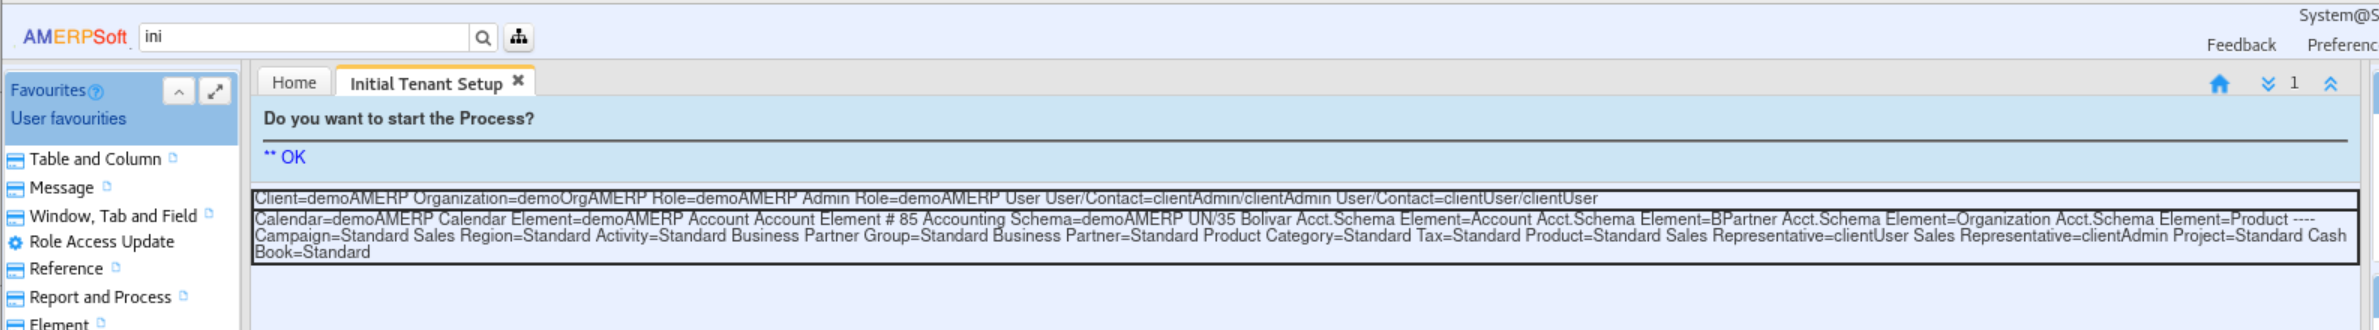 System@S
AMERPSoft
ini
Feedback Preferenc
Favourites
User favourities
Table and Column
Message
Window, Tab and Field
Role Access Update
Reference
Report and Process
Element
Home
Initial Tenant Setup
1
Do you want to start the Process?
** OK
Client=demoAMERP Organization=demoOrgAMERP Role=demoAMERP Admin Role=demoAMERP User User/Contact=clientAdmin/clientAdmin User/Contact=clientUser/clientUser
Calendar=demoAMERP Calendar Element=demoAMERP Account Account Element # 85 Accounting Schema=demoAMERP UN/35 Bolivar Acct.Schema Element=Account Acct.Schema Element=BPartner Acct.Schema Element=Organization Acct.Schema Element=Product ----
Campaign=Standard Sales Region=Standard Activity=Standard Business Partner Group=Standard Business Partner=Standard Product Category=Standard Tax=Standard Product=Standard Sales Representative=clientUser Sales Representative=clientAdmin Project=Standard Cash
Book=Standard